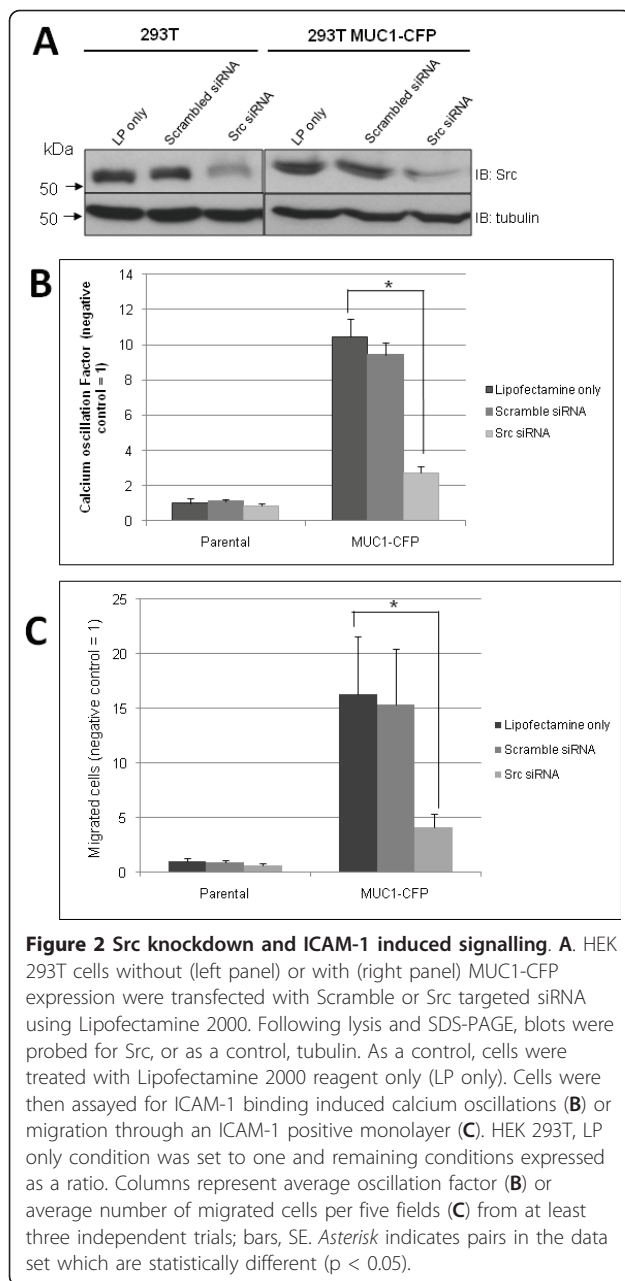 A
293T
293T MUC1-CFP
LP only
Scrambled siRNA
Src siRNA
LP only
Scrambled siRNA
Src siRNA
kDa
50
IB: Src
50
IB: tubulin
B
Calcium oscillation Factor (negative
control = 1)
14
12
10
8
6
4
2
0
*
Parental
MUC1-CFP
Lipofectamine only
Scramble siRNA
Src siRNA
C
Migrated cells (negative control = 1)
25
20
15
10
5
0
*
Parental
MUC1-CFP
Lipofectamine only
Scramble siRNA
Src siRNA
Figure 2 Src knockdown and ICAM-1 induced signalling. A. HEK
293T cells without (left panel) or with (right panel) MUC1-CFP
expression were transfected with Scramble or Src targeted siRNA
using Lipofectamine 2000. Following lysis and SDS-PAGE, blots were
probed for Src, or as a control, tubulin. As a control, cells were
treated with Lipofectamine 2000 reagent only (LP only). Cells were
then assayed for ICAM-1 binding induced calcium oscillations (B) or
migration through an ICAM-1 positive monolayer (C). HEK 293T, LP
only condition was set to one and remaining conditions expressed
as a ratio. Columns represent average oscillation factor (B) or
average number of migrated cells per five fields (C) from at least
three independent trials; bars, SE. Asterisk indicates pairs in the data
set which are statistically different (p < 0.05).